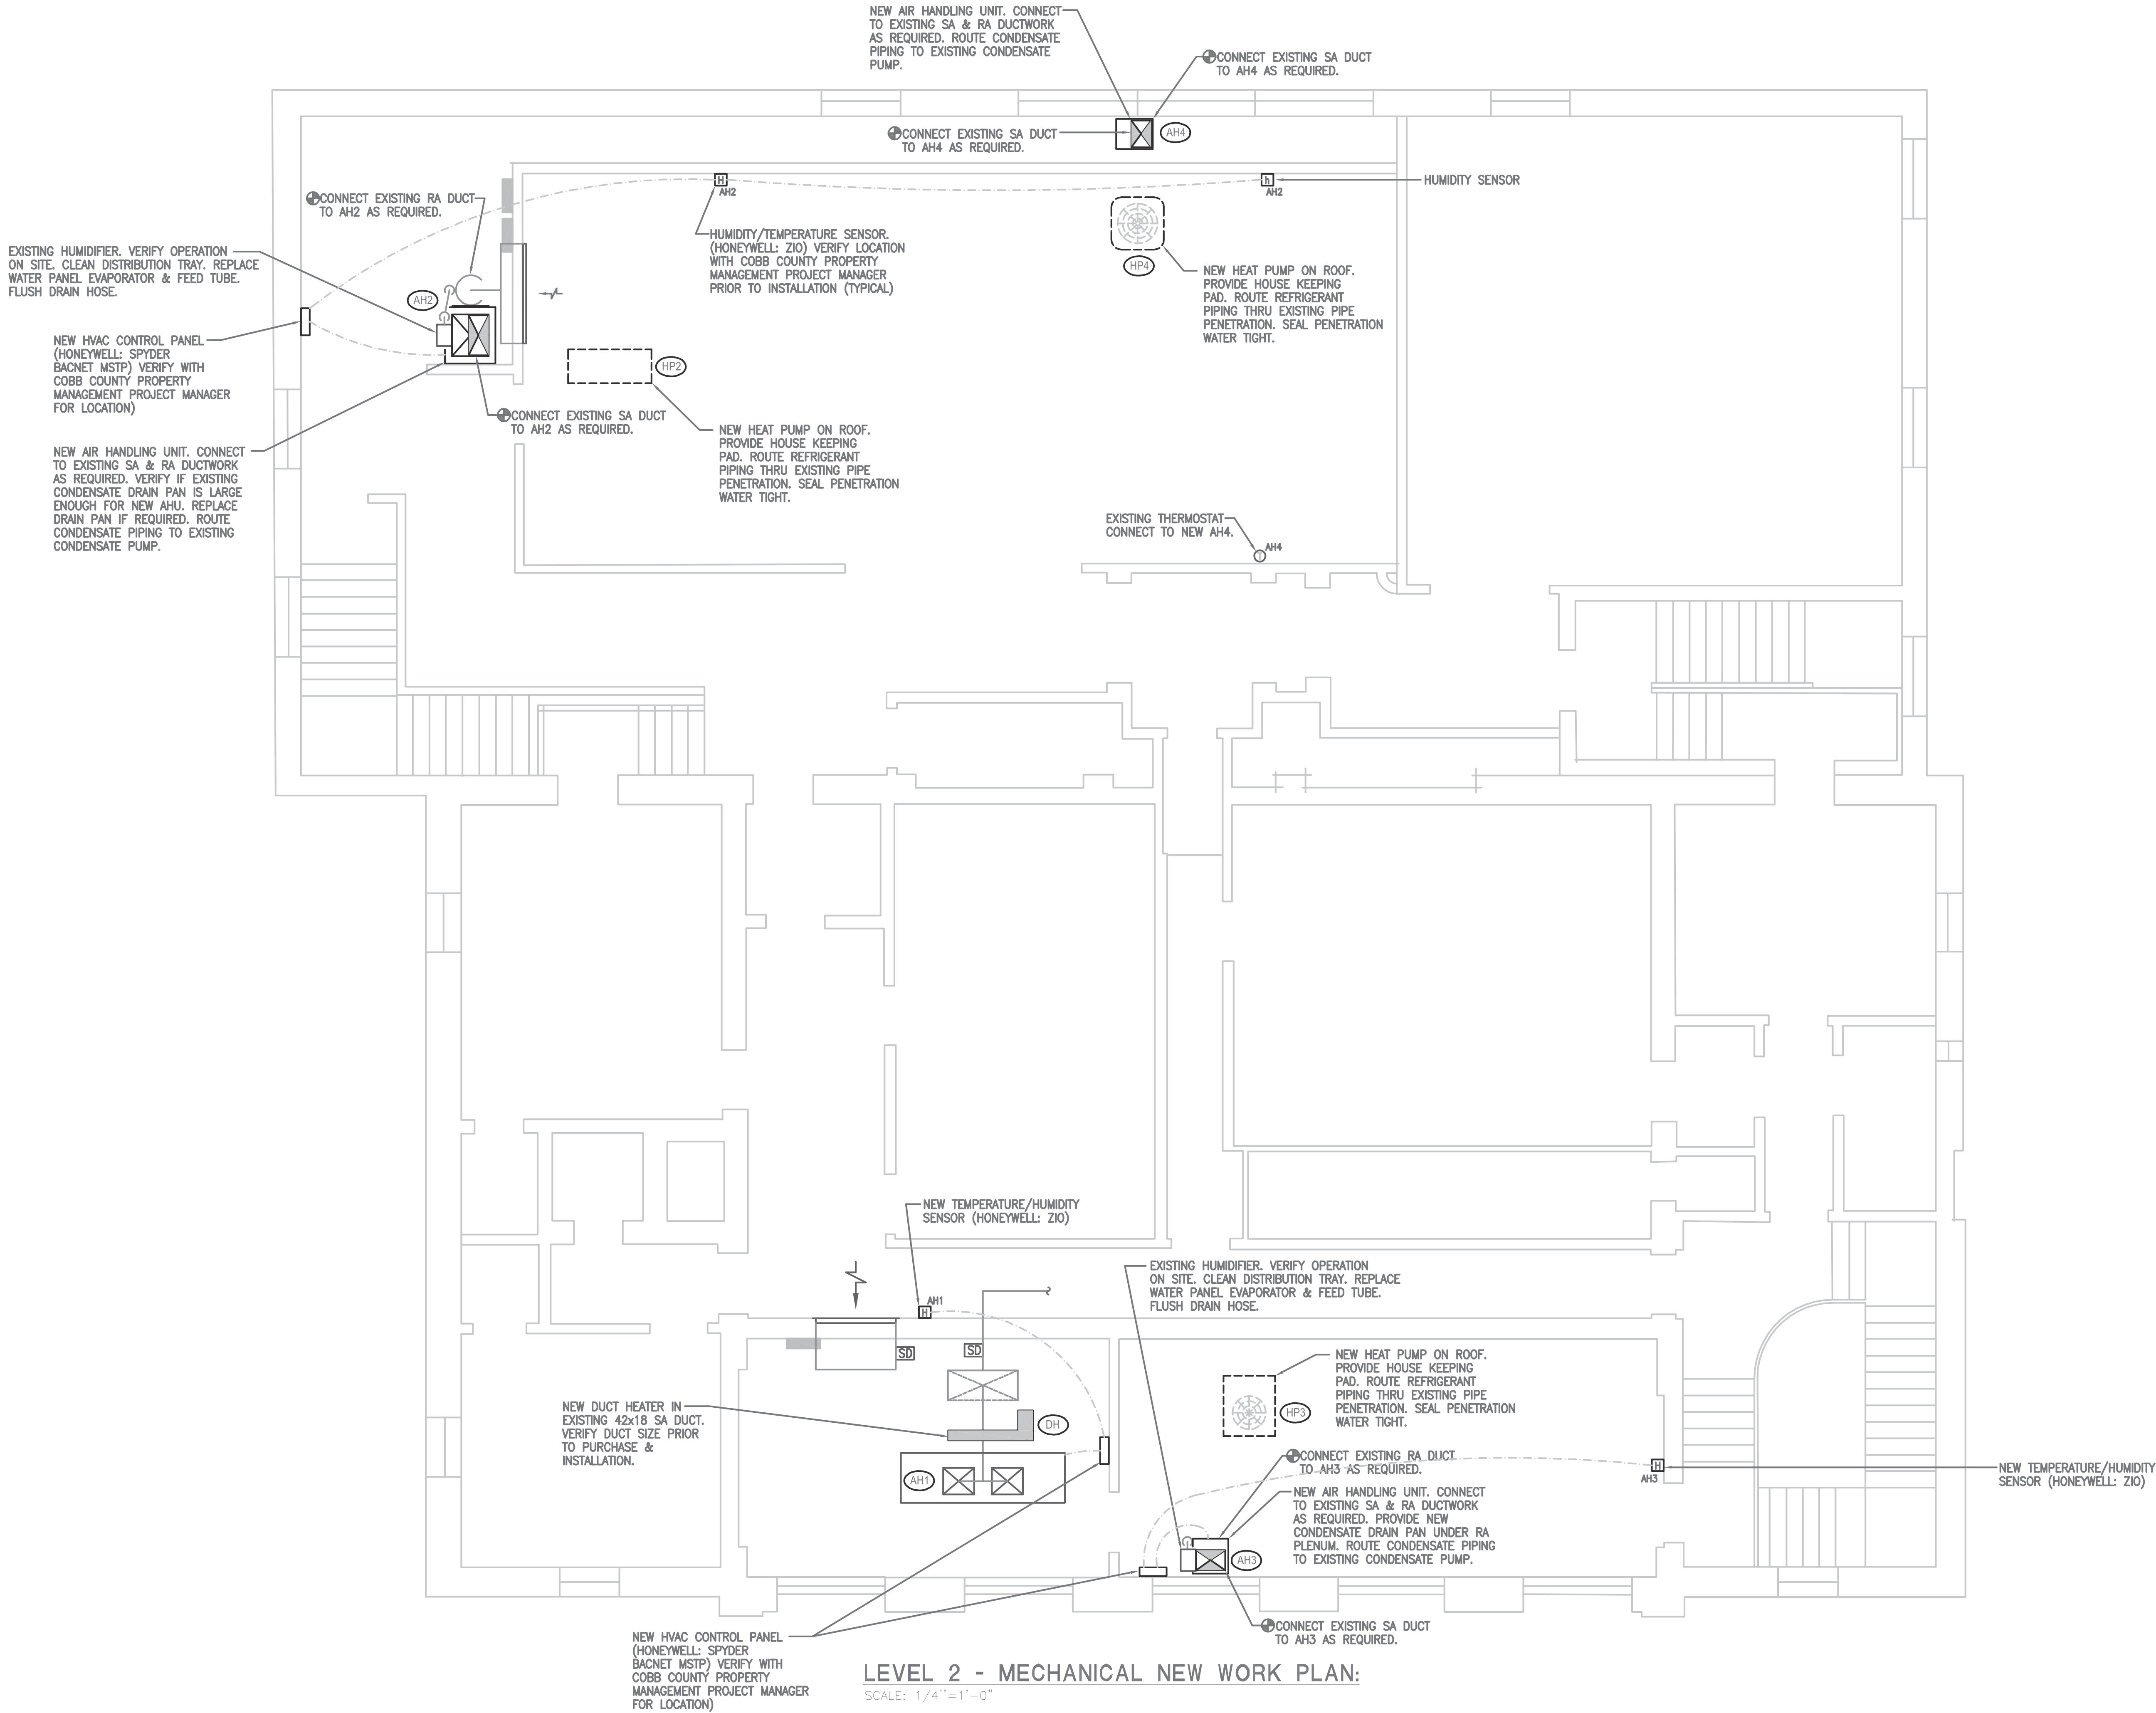 NEW AIR HANDLING UNIT. CONNECT
TO EXISTING SA & RA DUCTWORK
AS REQUIRED. ROUTE CONDENSATE
PIPING TO EXISTING CONDENSATE
PUMP.
CONNECT EXISTING SA DUCT
TO AH4 AS REQUIRED.
CONNECT EXISTING SA DUCT
TO AH4 AS REQUIRED.
AH4
CONNECT EXISTING RA DUCT
TO AH2 AS REQUIRED.
H
AH2
h
AH2
HUMIDITY SENSOR
EXISTING HUMIDIFIER. VERIFY OPERATION
ON SITE. CLEAN DISTRIBUTION TRAY. REPLACE
WATER PANEL EVAPORATOR & FEED TUBE.
FLUSH DRAIN HOSE.
HUMIDITY/TEMPERATURE SENSOR.
(HONEYWELL: ZIO) VERIFY LOCATION
WITH COBB COUNTY PROPERTY
MANAGEMENT PROJECT MANAGER
PRIOR TO INSTALLATION (TYPICAL)
HP4
NEW HEAT PUMP ON ROOF.
PROVIDE HOUSE KEEPING
PAD. ROUTE REFRIGERANT
PIPING THRU EXISTING PIPE
PENETRATION. SEAL PENETRATION
WATER TIGHT.
AH2
NEW HVAC CONTROL PANEL
(HONEYWELL: SPYDER
BACNET MSTP) VERIFY WITH
COBB COUNTY PROPERTY
MANAGEMENT PROJECT MANAGER
FOR LOCATION)
HP2
CONNECT EXISTING SA DUCT
TO AH2 AS REQUIRED.
NEW HEAT PUMP ON ROOF.
PROVIDE HOUSE KEEPING
PAD. ROUTE REFRIGERANT
PIPING THRU EXISTING PIPE
PENETRATION. SEAL PENETRATION
WATER TIGHT.
NEW AIR HANDLING UNIT. CONNECT
TO EXISTING SA & RA DUCTWORK
AS REQUIRED. VERIFY IF EXISTING
CONDENSATE DRAIN PAN IS LARGE
ENOUGH FOR NEW AHU. REPLACE
DRAIN PAN IF REQUIRED. ROUTE
CONDENSATE PIPING TO EXISTING
CONDENSATE PUMP.
EXISTING THERMOSTAT
CONNECT TO NEW AH4.
AH4
NEW TEMPERATURE/HUMIDITY
SENSOR (HONEYWELL: ZIO)
EXISTING HUMIDIFIER. VERIFY OPERATION
ON SITE. CLEAN DISTRIBUTION TRAY. REPLACE
WATER PANEL EVAPORATOR & FEED TUBE.
FLUSH DRAIN HOSE.
AH1
H
SD
SD
NEW HEAT PUMP ON ROOF.
PROVIDE HOUSE KEEPING
PAD. ROUTE REFRIGERANT
PIPING THRU EXISTING PIPE
PENETRATION. SEAL PENETRATION
WATER TIGHT.
HP3
NEW DUCT HEATER IN
EXISTING 42x18 SA DUCT.
VERIFY DUCT SIZE PRIOR
TO PURCHASE &
INSTALLATION.
DH
AH1
CONNECT EXISTING RA DUCT
TO AH3 AS REQUIRED.
H
AH3
NEW TEMPERATURE/HUMIDITY
SENSOR (HONEYWELL: ZIO)
NEW AIR HANDLING UNIT. CONNECT
TO EXISTING SA & RA DUCTWORK
AS REQUIRED. PROVIDE NEW
CONDENSATE DRAIN PAN UNDER RA
PLENUM. ROUTE CONDENSATE PIPING
TO EXISTING CONDENSATE PUMP.
AH3
CONNECT EXISTING SA DUCT
TO AH3 AS REQUIRED.
NEW HVAC CONTROL PANEL
(HONEYWELL: SPYDER
BACNET MSTP) VERIFY WITH
COBB COUNTY PROPERTY
MANAGEMENT PROJECT MANAGER
FOR LOCATION)
LEVEL 2 - MECHANICAL NEW WORK PLAN:
SCALE: 1/4''=1'-0"